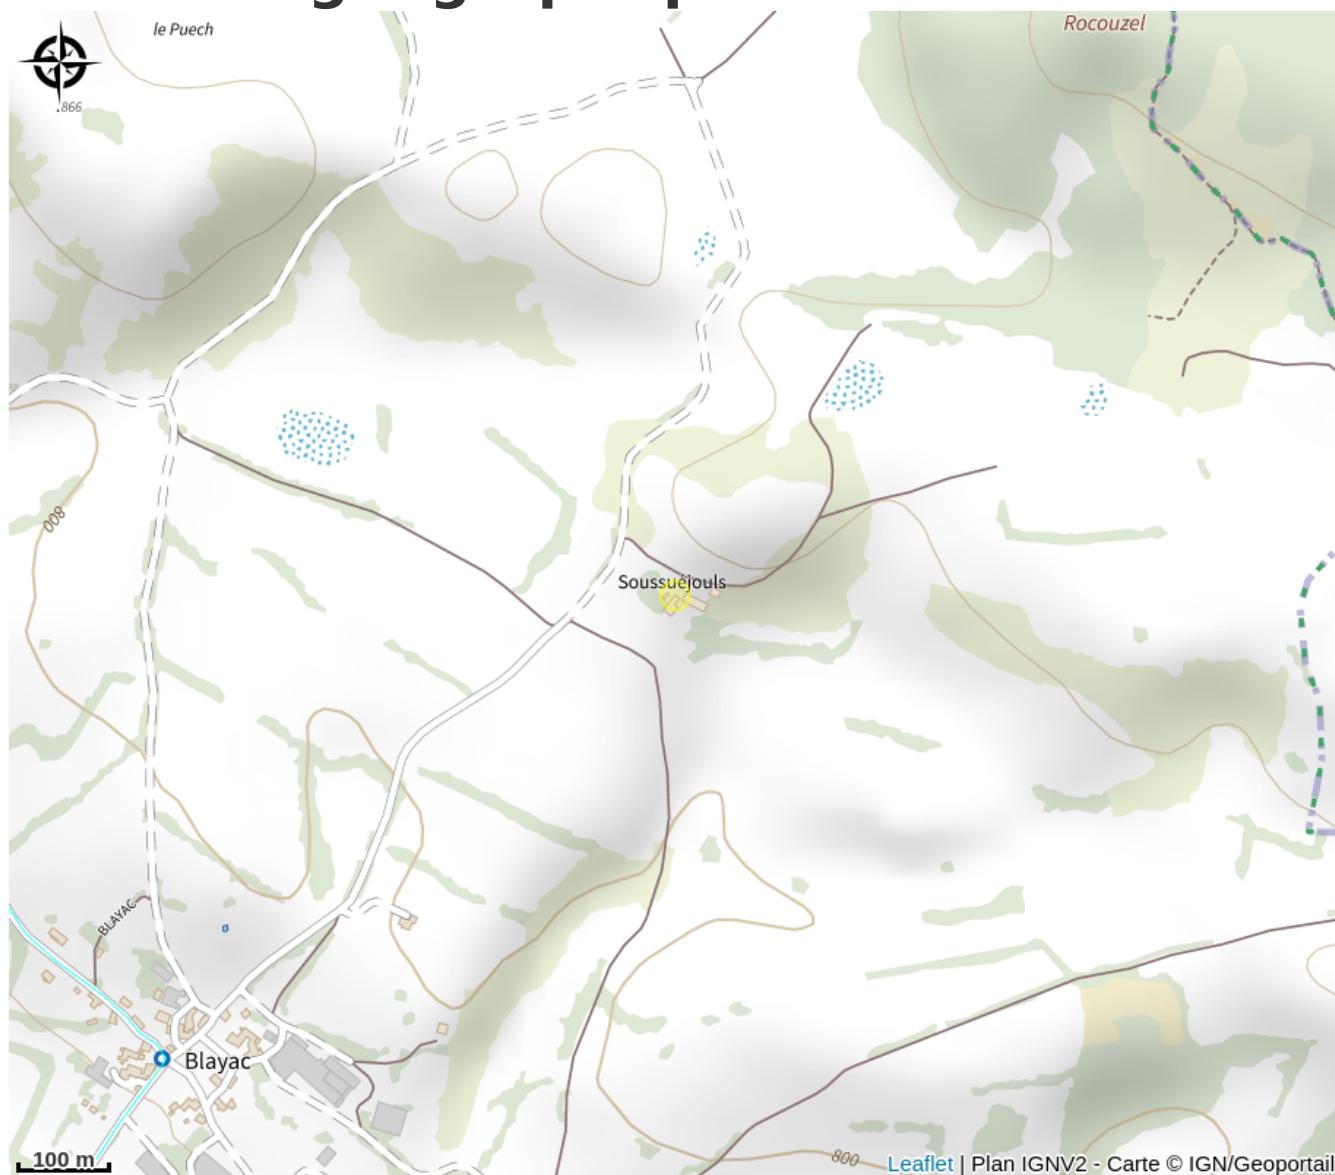 le Puech
Rocouzel
866
800
Soussuéjouls
BLAYAC
Blayac
800
100 m
Leaflet | Plan IGNV2 - Carte © IGN/Geoportail